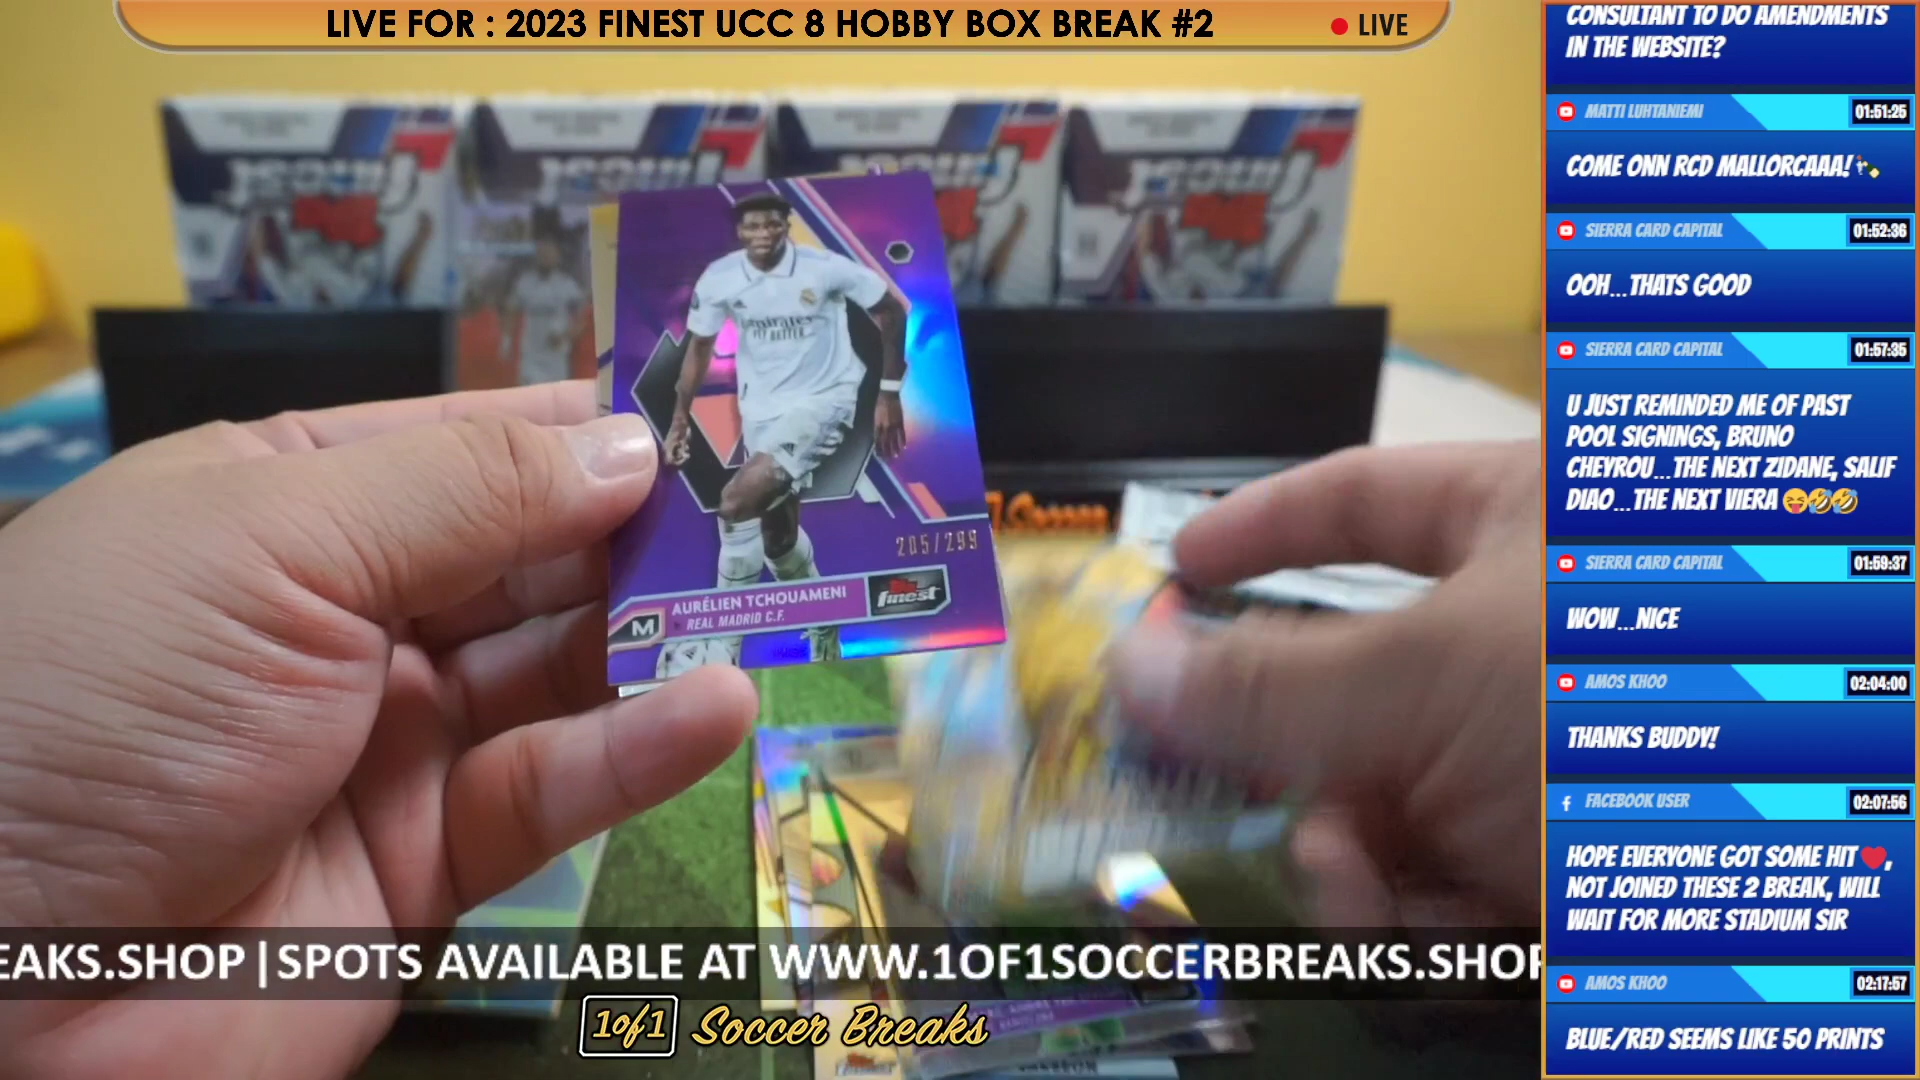 LIVE FOR : 2023 FINEST UCC 8 HOBBY BOX BREAK #2
LIVE
Emirates
FLY BETTER
205/299
AURÉLIEN TCHOUAMENI
REAL MADRID C.F.
M
Topps
finest
EAKS.SHOP | SPOTS AVAILABLE AT WWW.1OF1SOCCERBREAKS.SHOP
1of1 Soccer Breaks
CONSULTANT TO DO AMENDMENTS
IN THE WEBSITE?
MATTI LUHTANIEMI
01:51:25
COME ONN RCD MALLORCAAA!
SIERRA CARD CAPITAL
01:52:36
OOH...THATS GOOD
SIERRA CARD CAPITAL
01:57:35
U JUST REMINDED ME OF PAST
POOL SIGNINGS, BRUNO
CHEYROU...THE NEXT ZIDANE, SALIF
DIAO...THE NEXT VIERA 😝🤣🤣
SIERRA CARD CAPITAL
01:59:37
WOW...NICE
AMOS KHOO
02:04:00
THANKS BUDDY!
FACEBOOK USER
02:07:56
HOPE EVERYONE GOT SOME HIT❤️,
NOT JOINED THESE 2 BREAK, WILL
WAIT FOR MORE STADIUM SIR
AMOS KHOO
02:17:57
BLUE/RED SEEMS LIKE 50 PRINTS